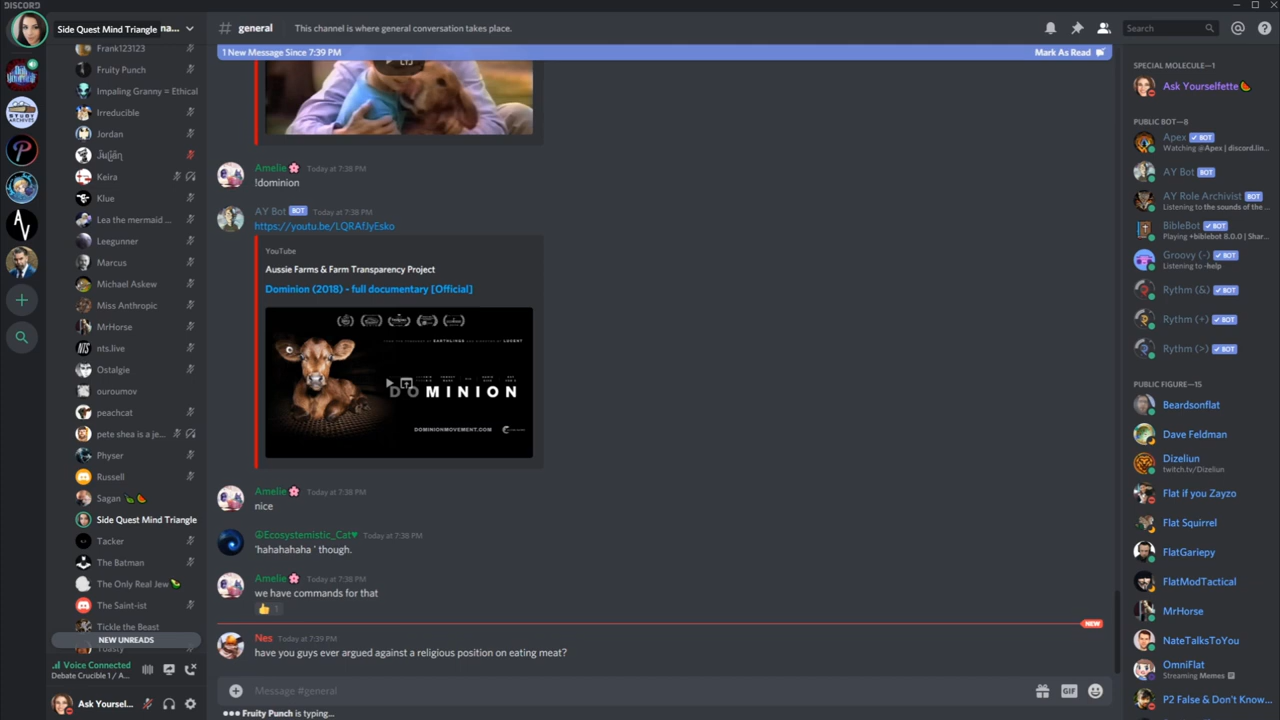 DISCORD
Side Quest Mind Triangle
Frank123123
Fruity Punch
Impaling Granny = Ethical
Irreducible
Jordan
Keira
Klue
Lea the mermaid ...
Leegunner
Marcus
Michael Askew
Miss Anthropic
MrHorse
nts.live
Ostalgie
ouroumov
peachcat
pete shea is a je...
Physer
Russell
Sagan
Side Quest Mind Triangle
Tacker
The Batman
The Only Real Jew
The Saint-ist
Tickle the Beast
NEW UNREADS
Toasty
Voice Connected
Debate Crucible 1 / A...
Ask Yoursel...
# general
This channel is where general conversation takes place.
Search
1 New Message Since 7:39 PM
Mark As Read
Amelie Today at 7:38 PM
!dominion
AY Bot BOT Today at 7:38 PM
https://youtu.be/LQRAfJyEsko
YouTube
Aussie Farms & Farm Transparency Project
Dominion (2018) - full documentary [Official]
DOMINION
DOMINIONMOVEMENT.COM
Amelie Today at 7:38 PM
nice
Ecosystemistic_Cat♥ Today at 7:38 PM
'hahahahaha ' though.
Amelie Today at 7:38 PM
we have commands for that
1
NEW
Nes Today at 7:39 PM
have you guys ever argued against a religious position on eating meat?
Message #general
GIF
Fruity Punch is typing...
SPECIAL MOLECULE—1
Ask Yourselfette
PUBLIC BOT—8
Apex BOT
Watching @Apex | discord.lin...
AY Bot BOT
AY Role Archivist BOT
Listening to the sounds of the...
BibleBot BOT
Playing +biblebot 8.0.0 | Shar...
Groovy (-) BOT
Listening to -help
Rythm (&) BOT
Rythm (+) BOT
Rythm (>) BOT
PUBLIC FIGURE—15
Beardsonflat
Dave Feldman
Dizeliun
twitch.tv/Dizeliun
Flat if you Zayzo
Flat Squirrel
FlatGariepy
FlatModTactical
MrHorse
NateTalksToYou
OmniFlat
Streaming Memes
P2 False & Don't Know...